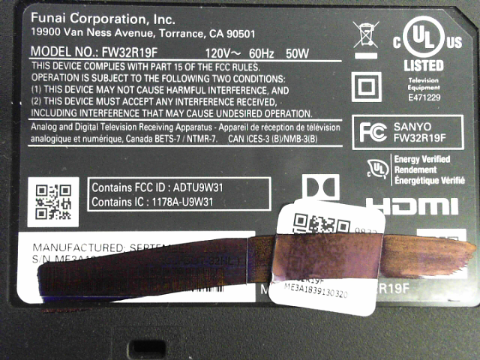 Funai Corporation, Inc.
19900 Van Ness Avenue, Torrance, CA 90501
MODEL NO.: FW32R19F 120V~ 60Hz 50W
THIS DEVICE COMPLIES WITH PART 15 OF THE FCC RULES.
OPERATION IS SUBJECT TO THE FOLLOWING TWO CONDITIONS:
(1) THIS DEVICE MAY NOT CAUSE HARMFUL INTERFERENCE, AND
(2) THIS DEVICE MUST ACCEPT ANY INTERFERENCE RECEIVED,
INCLUDING INTERFERENCE THAT MAY CAUSE UNDESIRED OPERATION.
Analog and Digital Television Receiving Apparatus - Appareil de réception de télévision
analogique et numérique, Canada BETS-7 / NTMR-7. CAN ICES-3 (B)/NMB-3(B)
C UL US
LISTED
Television
Equipment
E471229
FC SANYO
FW32R19F
UL Energy Verified
Rendement
Énergétique Vérifié
Contains FCC ID : ADTU9W31
Contains IC : 1178A-U9W31
HDMI
MANUFACTURED:
S/N
R19F
ME3A1839130320
R19F